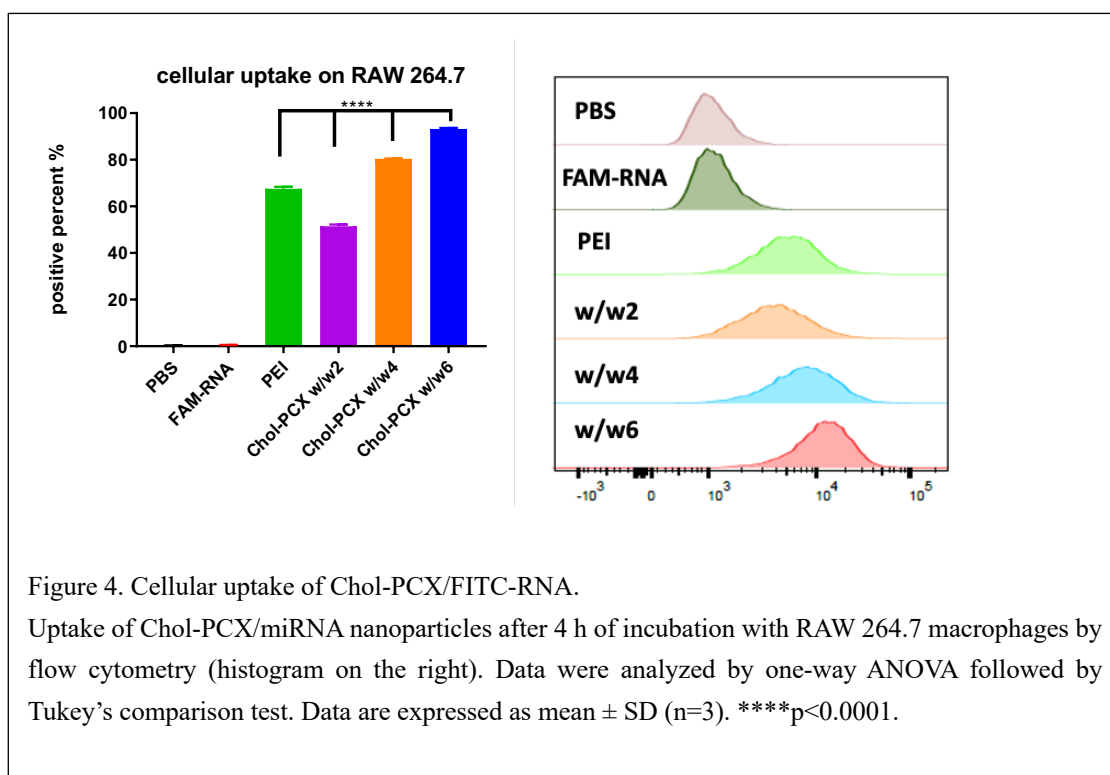 cellular uptake on RAW 264.7
****
positive percent %
100
80
60
40
20
0
PBS
FAM-RNA
PEI
Chol-PCX w/w2
Chol-PCX w/w4
Chol-PCX w/w6
PBS
FAM-RNA
PEI
w/w2
w/w4
w/w6
-10³ 0 10³ 10⁴ 10⁵
Figure 4. Cellular uptake of Chol-PCX/FITC-RNA.
Uptake of Chol-PCX/miRNA nanoparticles after 4 h of incubation with RAW 264.7 macrophages by
flow cytometry (histogram on the right). Data were analyzed by one-way ANOVA followed by
Tukey’s comparison test. Data are expressed as mean ± SD (n=3). ****p<0.0001.